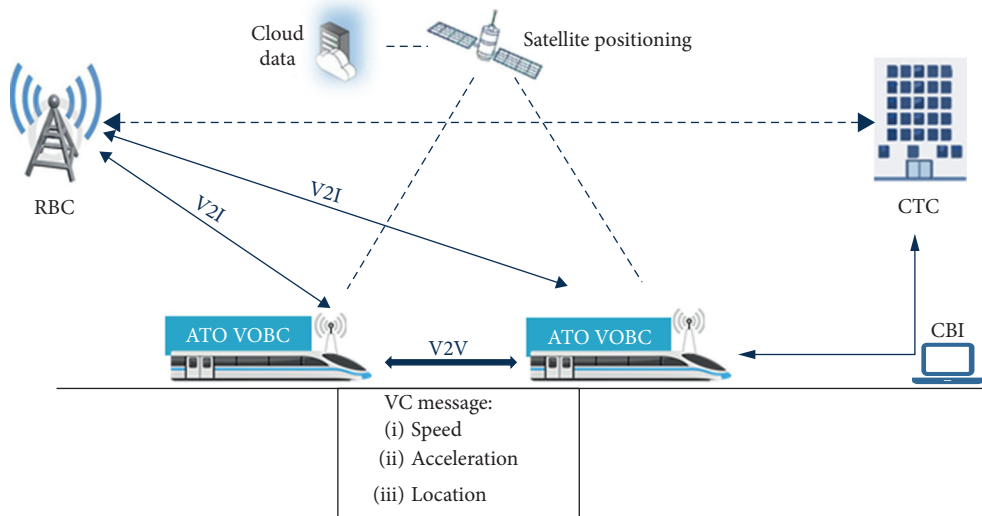 Cloud
data
Satellite positioning
RBC
CTC
V2I
V2I
ATO VOBC
ATO VOBC
V2V
CBI
VC message:
(i) Speed
(ii) Acceleration
(iii) Location